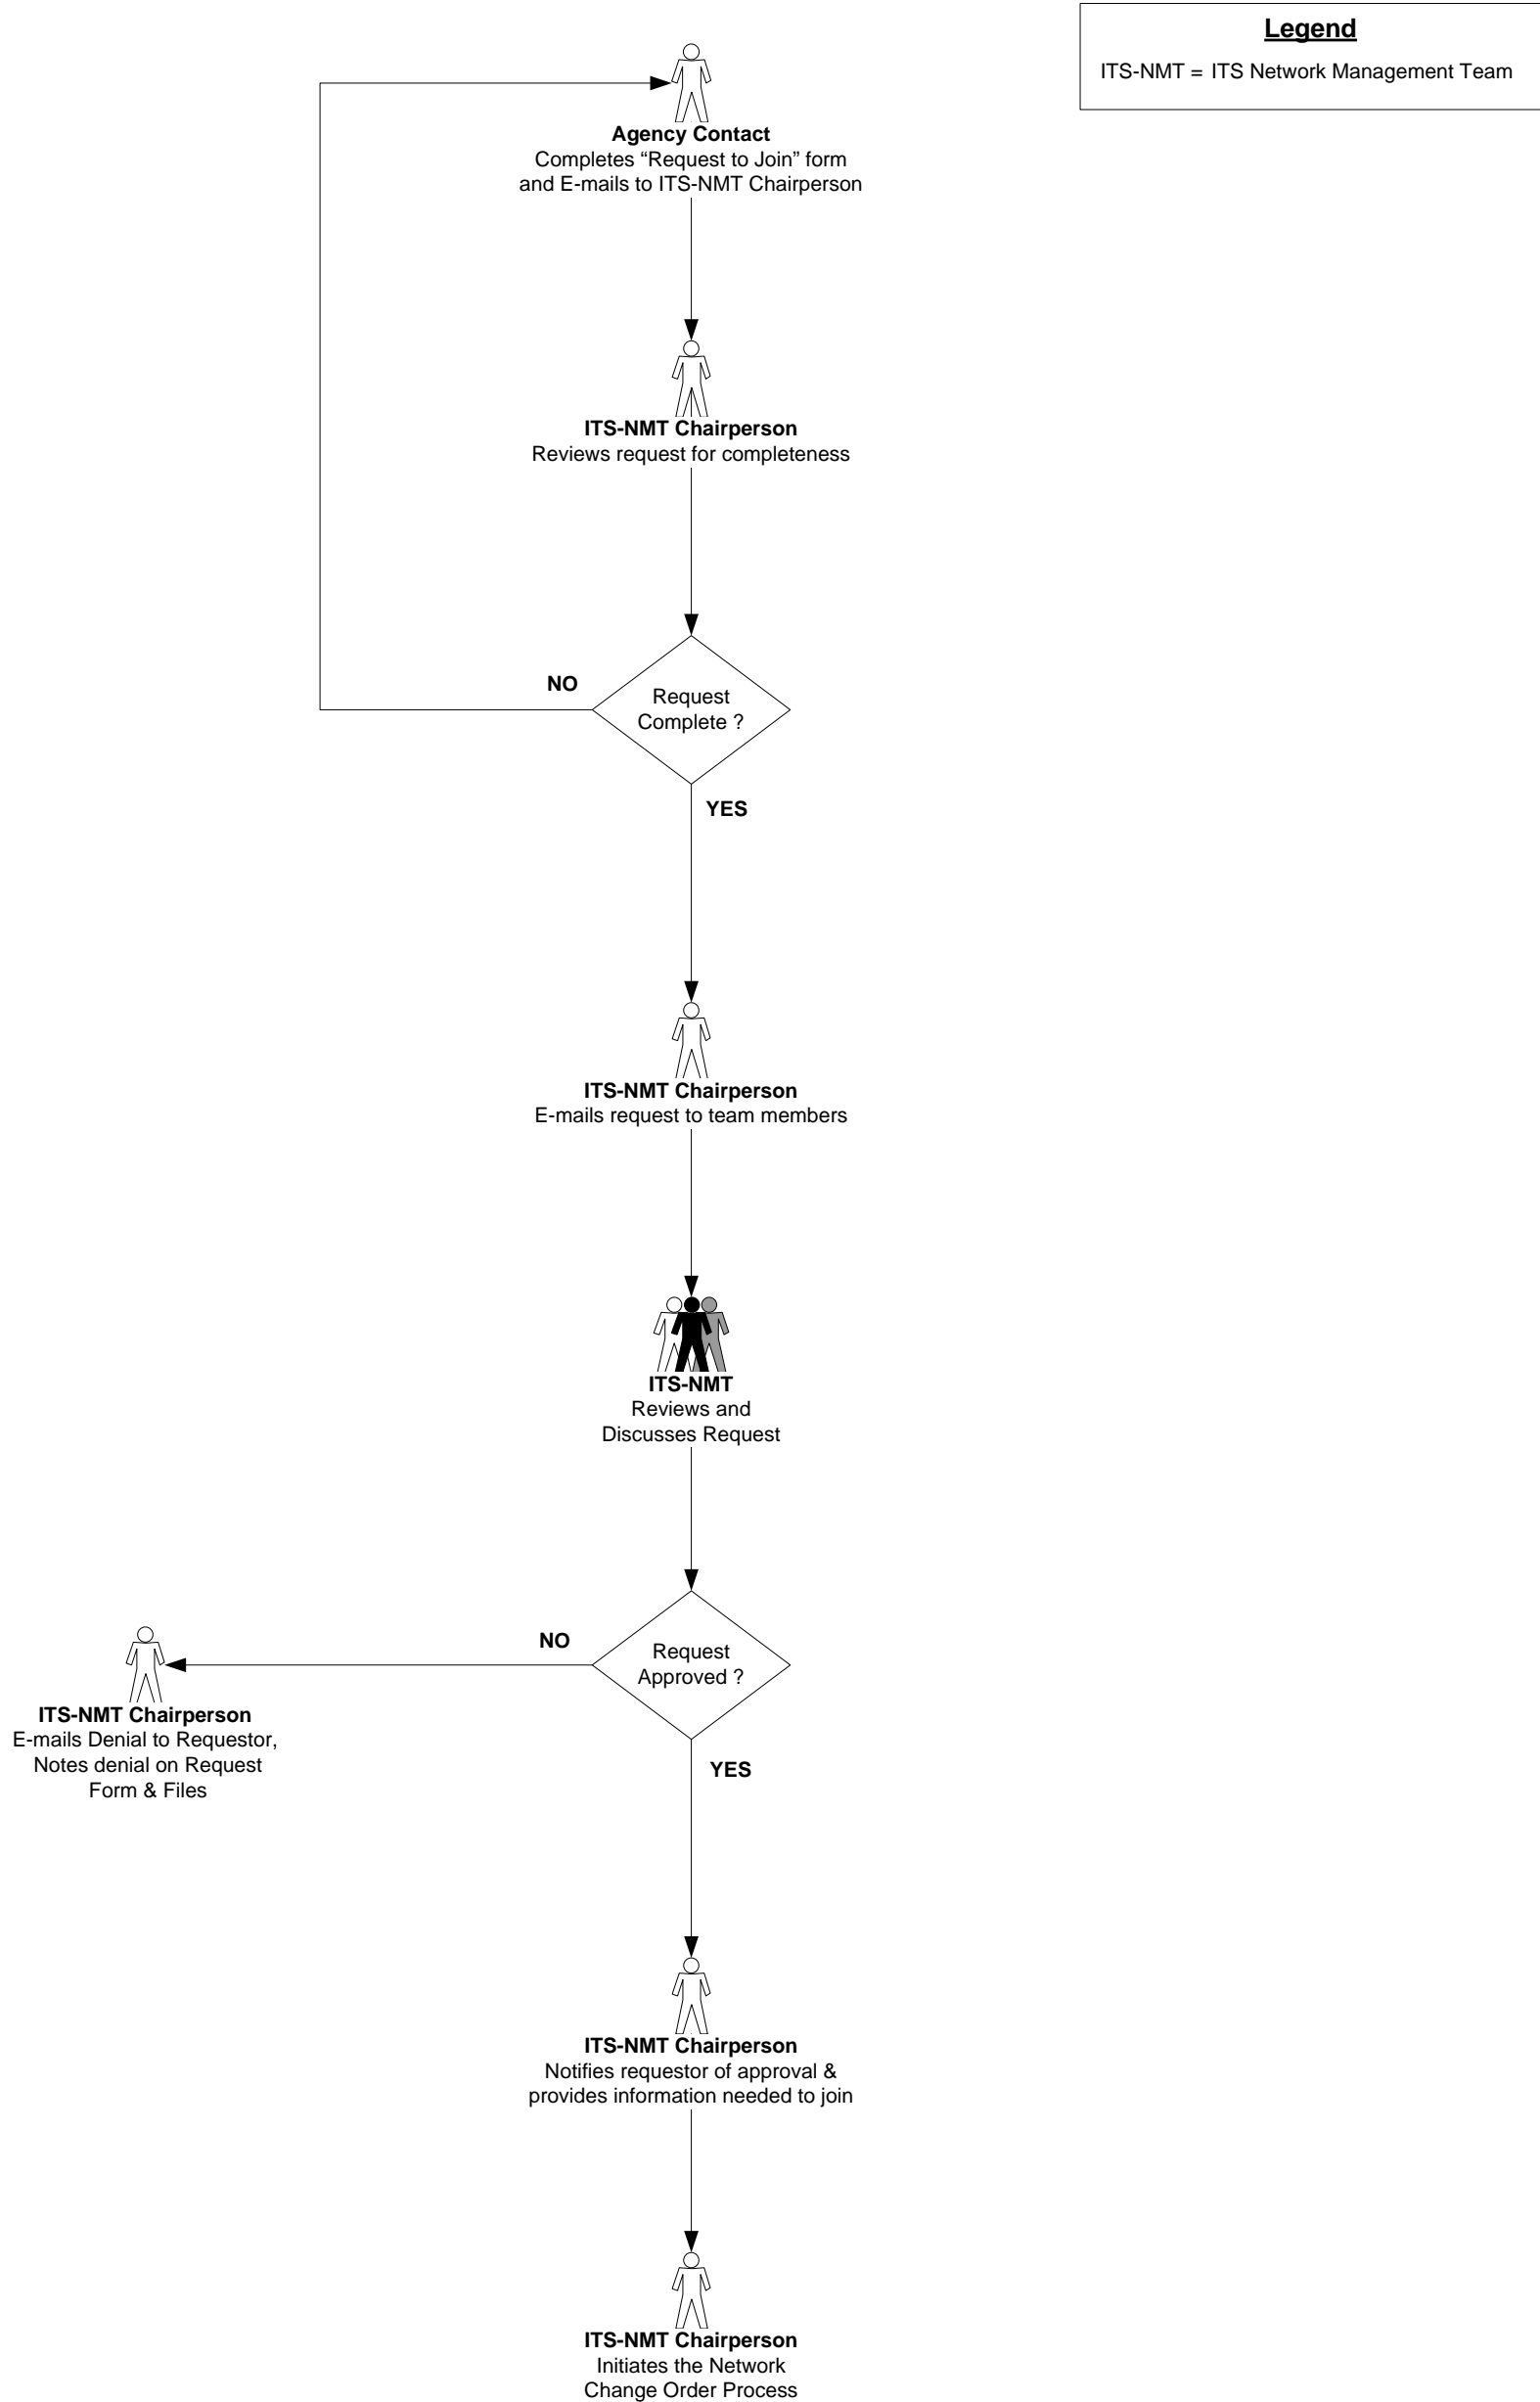 Legend
ITS-NMT = ITS Network Management Team
Agency Contact
Completes “Request to Join” form
and E-mails to ITS-NMT Chairperson
ITS-NMT Chairperson
Reviews request for completeness
NO
Request
Complete ?
YES
ITS-NMT Chairperson
E-mails request to team members
ITS-NMT
Reviews and
Discusses Request
NO
Request
Approved ?
ITS-NMT Chairperson
E-mails Denial to Requestor,
Notes denial on Request
Form & Files
YES
ITS-NMT Chairperson
Notifies requestor of approval &
provides information needed to join
ITS-NMT Chairperson
Initiates the Network
Change Order Process